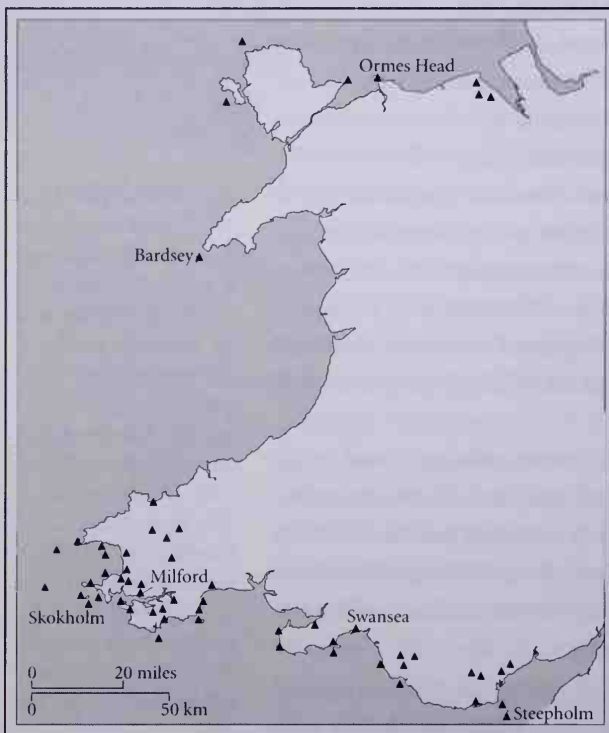 Ormes Head
Bardsey
Milford
Skokholm
Swansea
0 20 miles
0 50 km
Steepholm